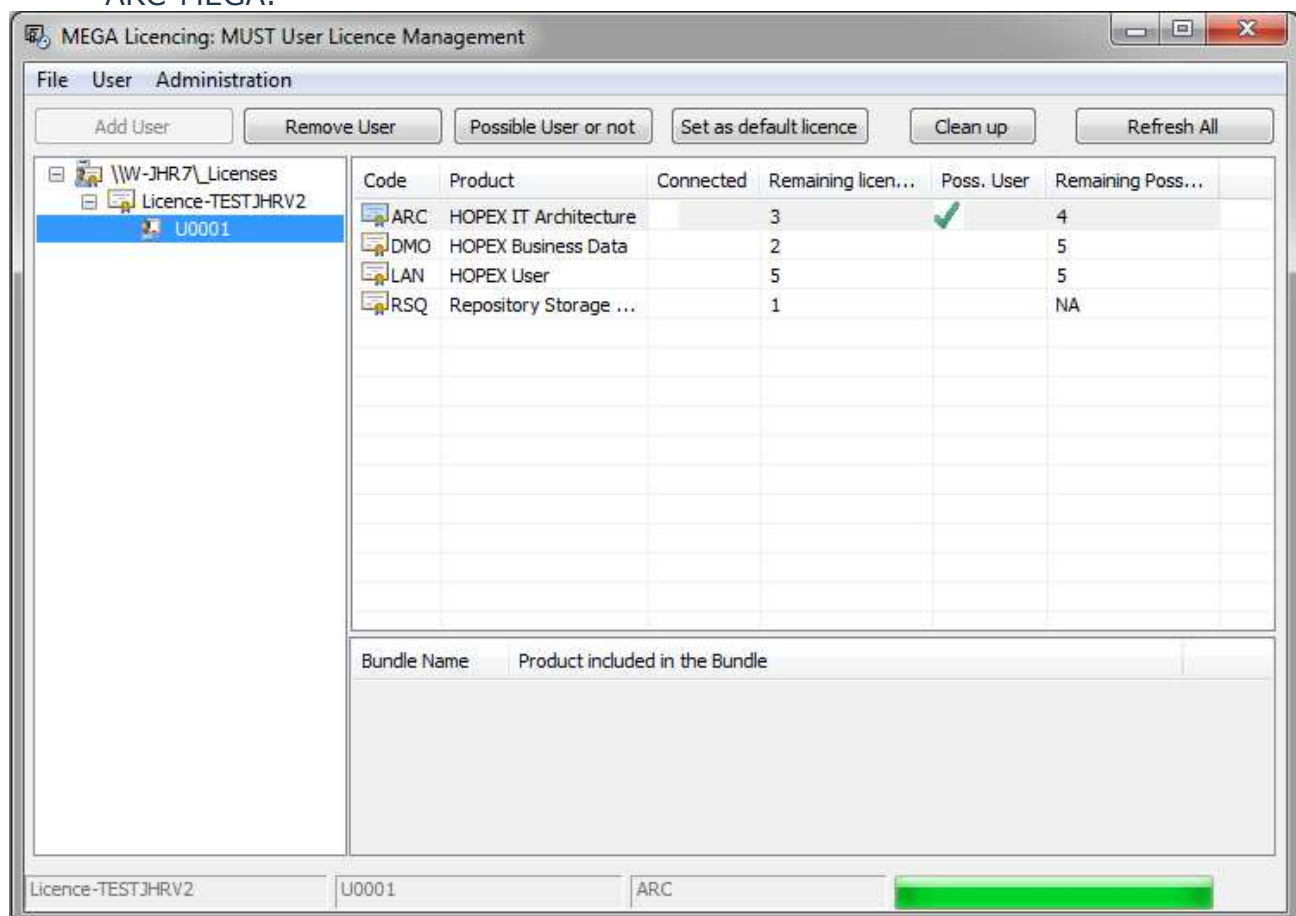 ARC MEGA.
MEGA Licencing: MUST User Licence Management
File User Administration
Add User Remove User Possible User or not Set as default licence Clean up Refresh All
\\W-JHR7\_Licenses
Licence-TESTJHRV2
U0001
Code Product Connected Remaining licen... Poss. User Remaining Poss...
ARC HOPEX IT Architecture 3 4
DMO HOPEX Business Data 2 5
LAN HOPEX User 5 5
RSQ Repository Storage ... 1 NA
Bundle Name Product included in the Bundle
Licence-TESTJHRV2 U0001 ARC